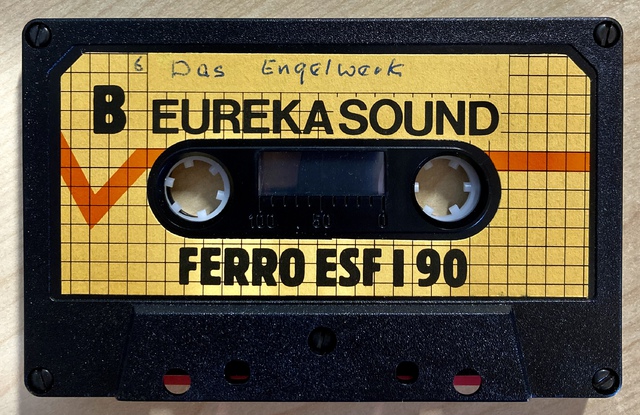 6 Das Engelwerk
B EUREKA SOUND
100 50 0
FERRO ESF I 90